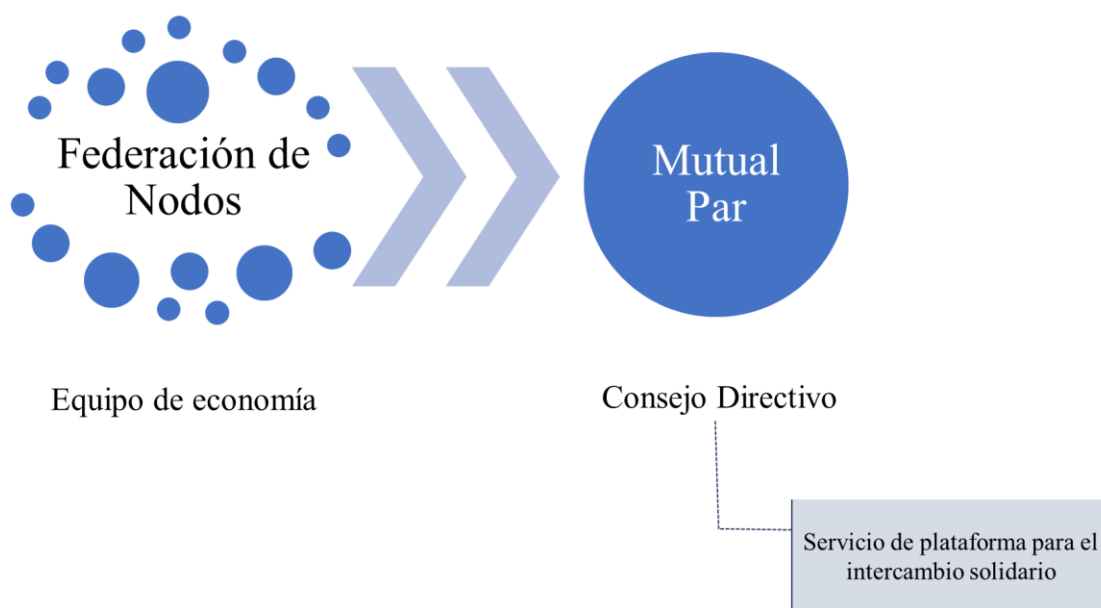 Federación de
Nodos
Mutual
Par
Equipo de economía
Consejo Directivo
Servicio de plataforma para el
intercambio solidario